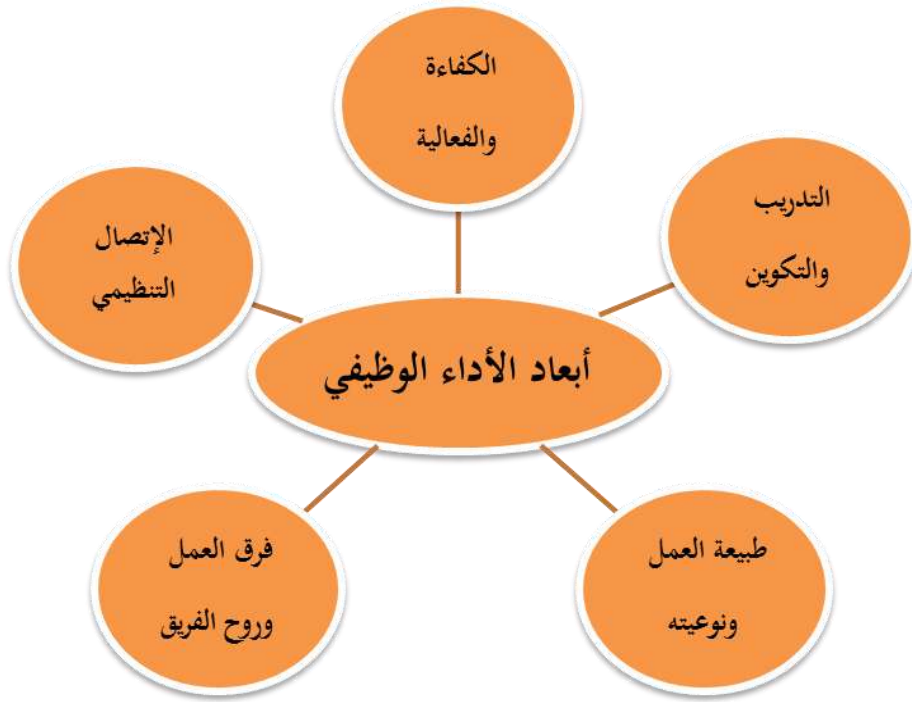 الكفاءة
والفعالية
التدريب
والتكوين
الإتصال
التنظيمي
أبعاد الأداء الوظيفي
طبيعة العمل
ونوعيته
فرق العمل
وروح الفريق